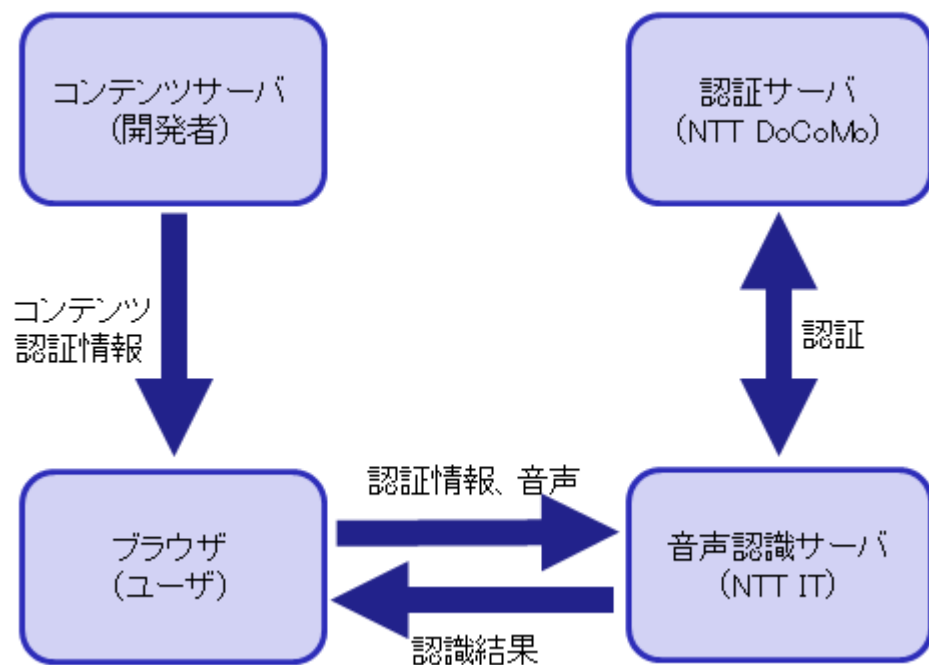 コンテンツサーバ
(開発者)
認証サーバ
(NTT DoCoMo)
コンテンツ
認証情報
認証
認証情報、音声
ブラウザ
(ユーザ)
音声認識サーバ
(NTT IT)
認識結果